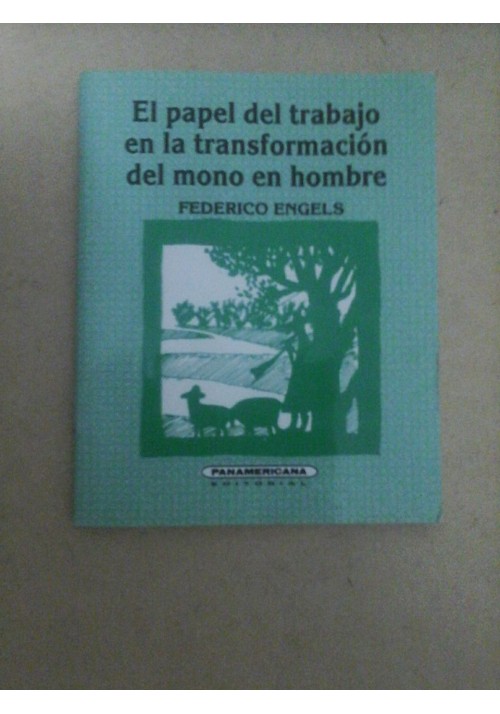 El papel del trabajo
en la transformación
del mono en hombre
FEDERICO ENGELS
PANAMERICANA
EDITORIAL